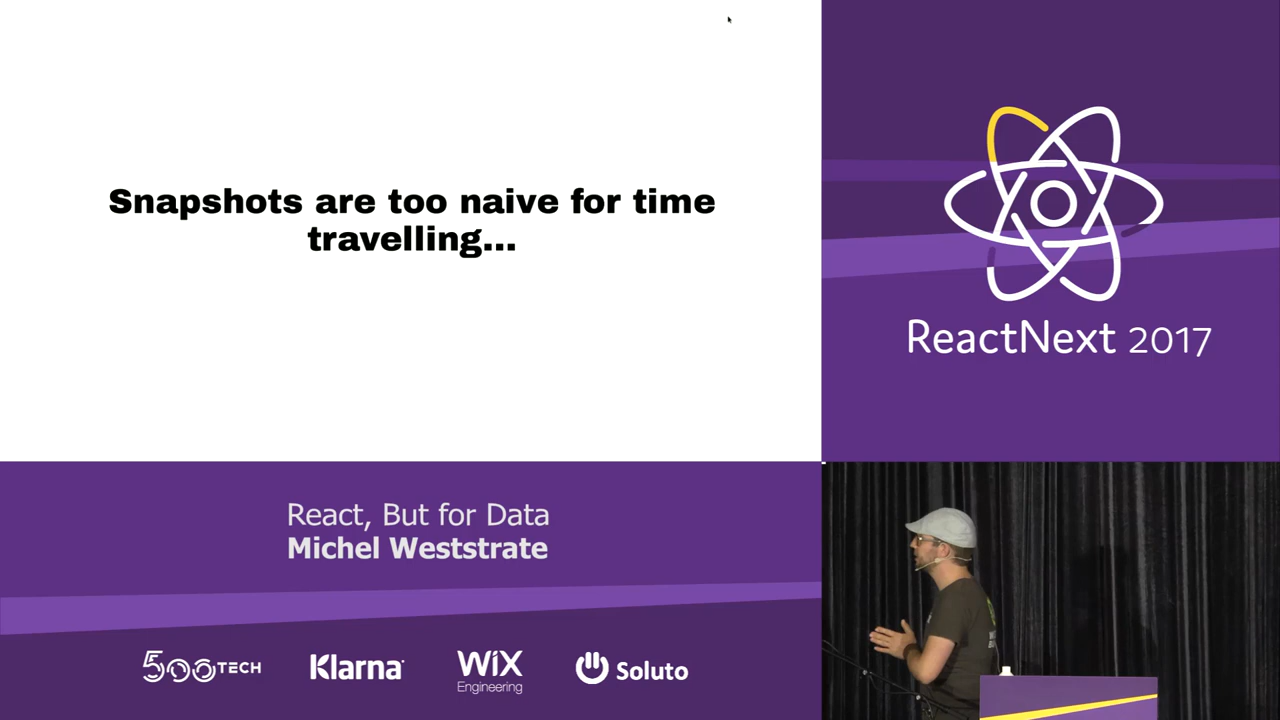 Snapshots are too naive for time
travelling...
ReactNext 2017
React, But for Data
Michel Weststrate
500TECH
Klarna
WiX
Engineering
Soluto